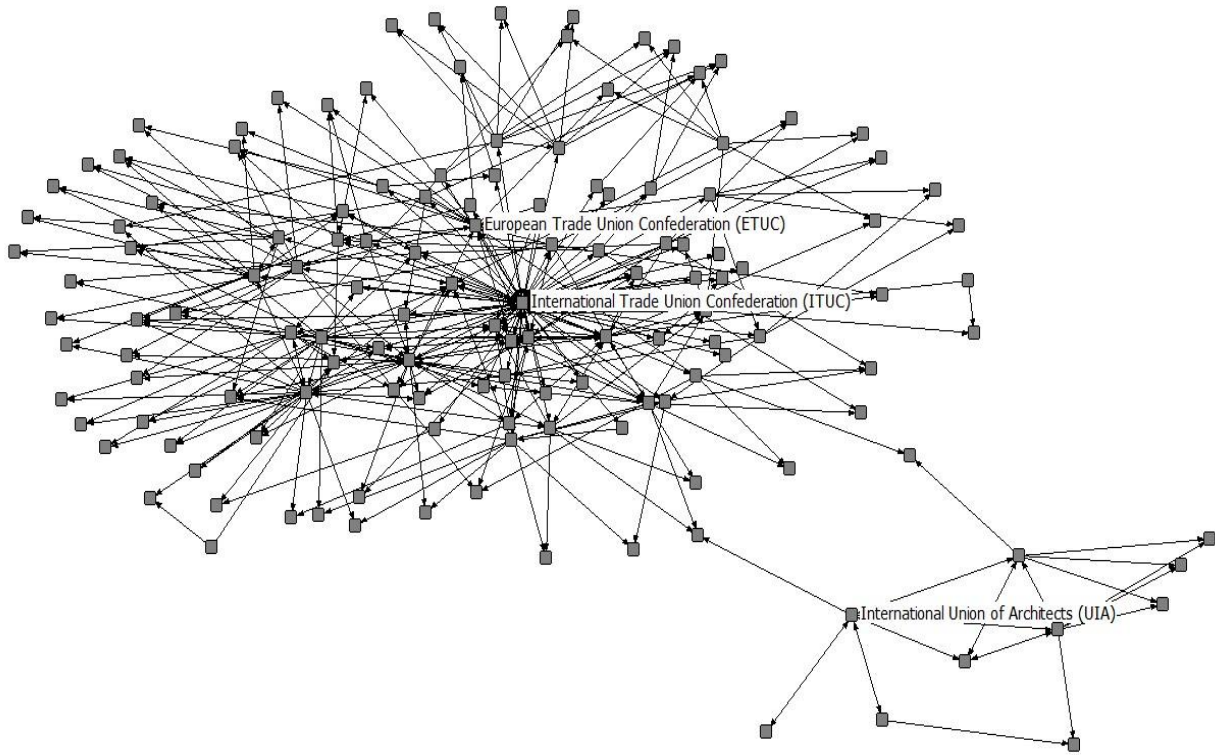 European Trade Union Confederation (ETUC)
International Trade Union Confederation (ITUC)
International Union of Architects (UIA)